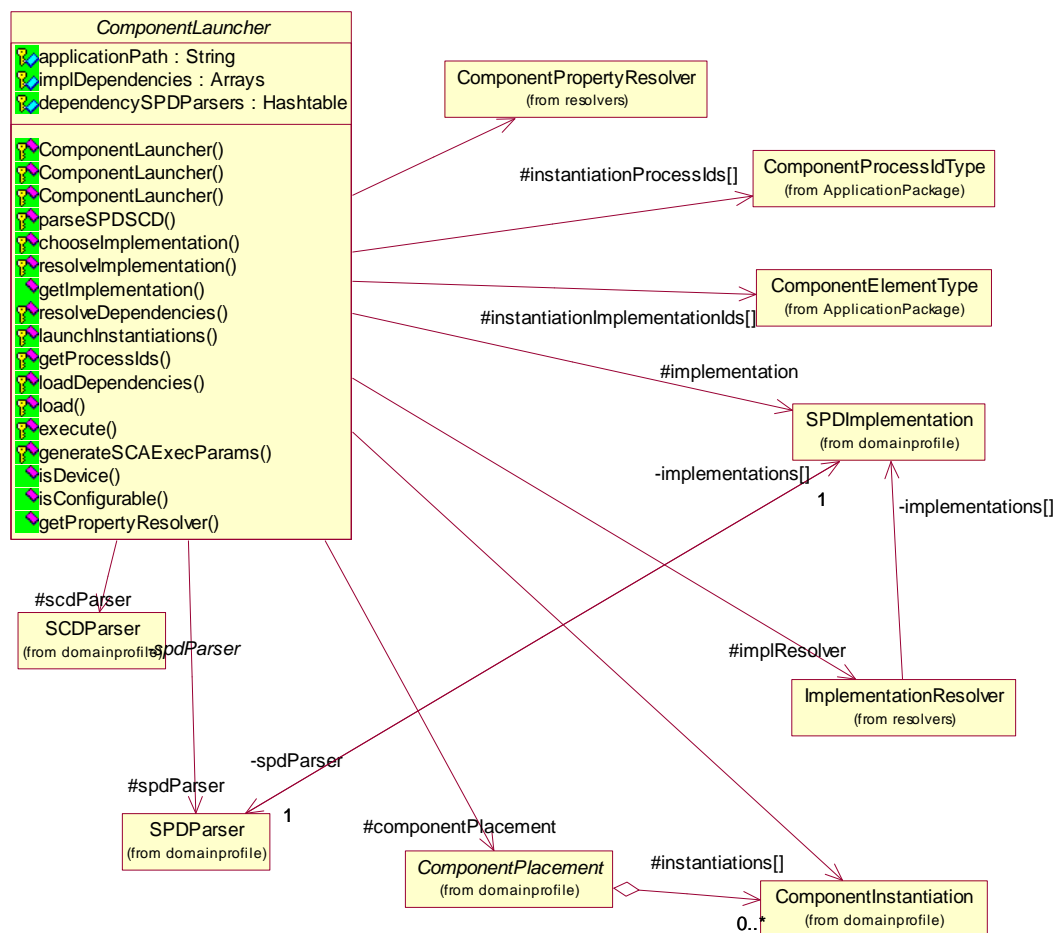 ComponentLauncher
applicationPath : String
implDependencies : Arrays
dependencySPDParsers : Hashtable
ComponentLauncher()
ComponentLauncher()
ComponentLauncher()
parseSPDSCD()
chooseImplementation()
resolveImplementation()
getImplementation()
resolveDependencies()
launchInstantiations()
getProcessIds()
loadDependencies()
load()
execute()
generateSCAExecParams()
isDevice()
isConfigurable()
getPropertyResolver()
ComponentPropertyResolver
(from resolvers)
#instantiationProcessIds[]
ComponentProcessIdType
(from ApplicationPackage)
ComponentElementType
(from ApplicationPackage)
#instantiationImplementationIds[]
#implementation
SPDImplementation
(from domainprofile)
-implementations[]
1
-implementations[]
#scdParser
SCDParser
(from domainprofile)
-spdParser
#implResolver
ImplementationResolver
(from resolvers)
-spdParser
1
#spdParser
SPDParser
(from domainprofile)
#componentPlacement
ComponentPlacement
(from domainprofile)
#instantiations[]
0..*
ComponentInstantiation
(from domainprofile)